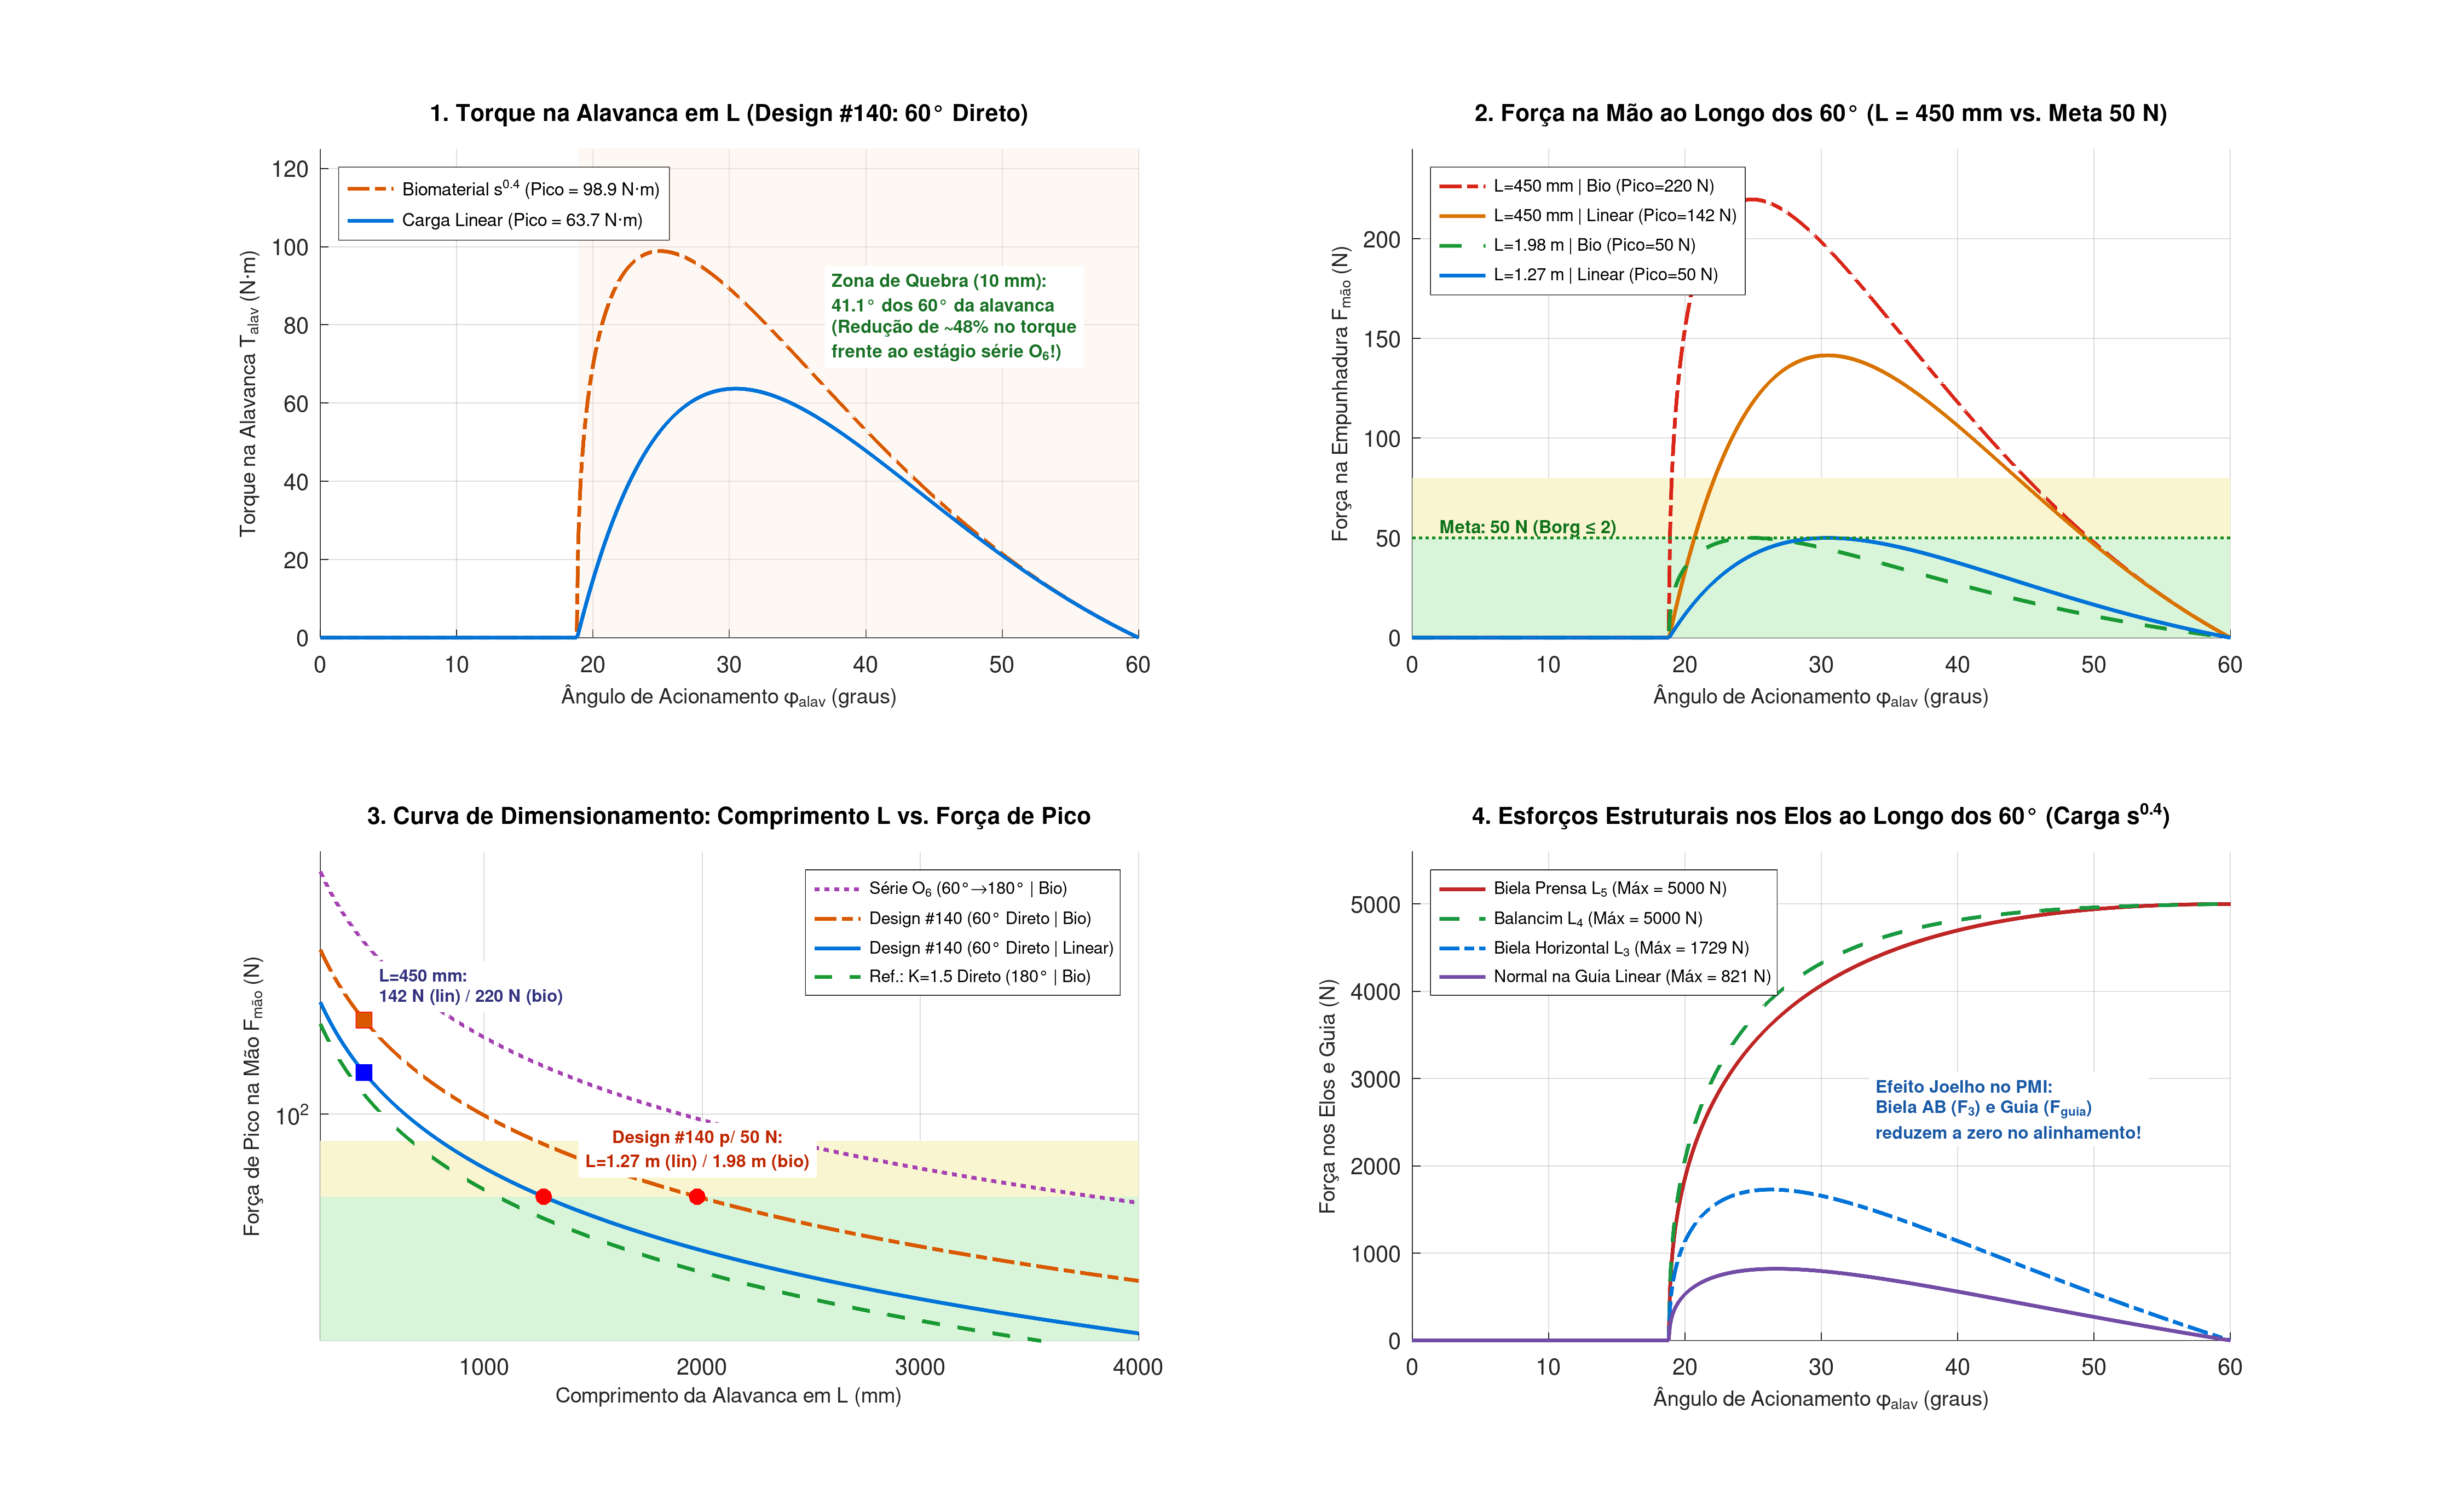 1. Torque na Alavanca em L (Design #140: 60° Direto)
120
100
80
60
40
20
0
Torque na Alavanca T_alav (N·m)
Biomaterial s^0.4 (Pico = 98.9 N·m)
Carga Linear (Pico = 63.7 N·m)
Zona de Quebra (10 mm):
41.1° dos 60° da alavanca
(Redução de ~48% no torque
frente ao estágio série O₆!)
0 10 20 30 40 50 60
Ângulo de Acionamento φ_alav (graus)
2. Força na Mão ao Longo dos 60° (L = 450 mm vs. Meta 50 N)
200
150
100
50
0
Força na Empunhadura F_mão (N)
L=450 mm | Bio (Pico=220 N)
L=450 mm | Linear (Pico=142 N)
L=1.98 m | Bio (Pico=50 N)
L=1.27 m | Linear (Pico=50 N)
Meta: 50 N (Borg ≤ 2)
0 10 20 30 40 50 60
Ângulo de Acionamento φ_alav (graus)
3. Curva de Dimensionamento: Comprimento L vs. Força de Pico
10²
Força de Pico na Mão F_mão (N)
Série O₆ (60°→180° | Bio)
Design #140 (60° Direto | Bio)
Design #140 (60° Direto | Linear)
Ref.: K=1.5 Direto (180° | Bio)
L=450 mm:
142 N (lin) / 220 N (bio)
Design #140 p/ 50 N:
L=1.27 m (lin) / 1.98 m (bio)
1000 2000 3000 4000
Comprimento da Alavanca em L (mm)
4. Esforços Estruturais nos Elos ao Longo dos 60° (Carga s^0.4)
5000
4000
3000
2000
1000
0
Força nos Elos e Guia (N)
Biela Prensa L₅ (Máx = 5000 N)
Balancim L₄ (Máx = 5000 N)
Biela Horizontal L₃ (Máx = 1729 N)
Normal na Guia Linear (Máx = 821 N)
Efeito Joelho no PMI:
Biela AB (F₃) e Guia (F_guia)
reduzem a zero no alinhamento!
0 10 20 30 40 50 60
Ângulo de Acionamento φ_alav (graus)